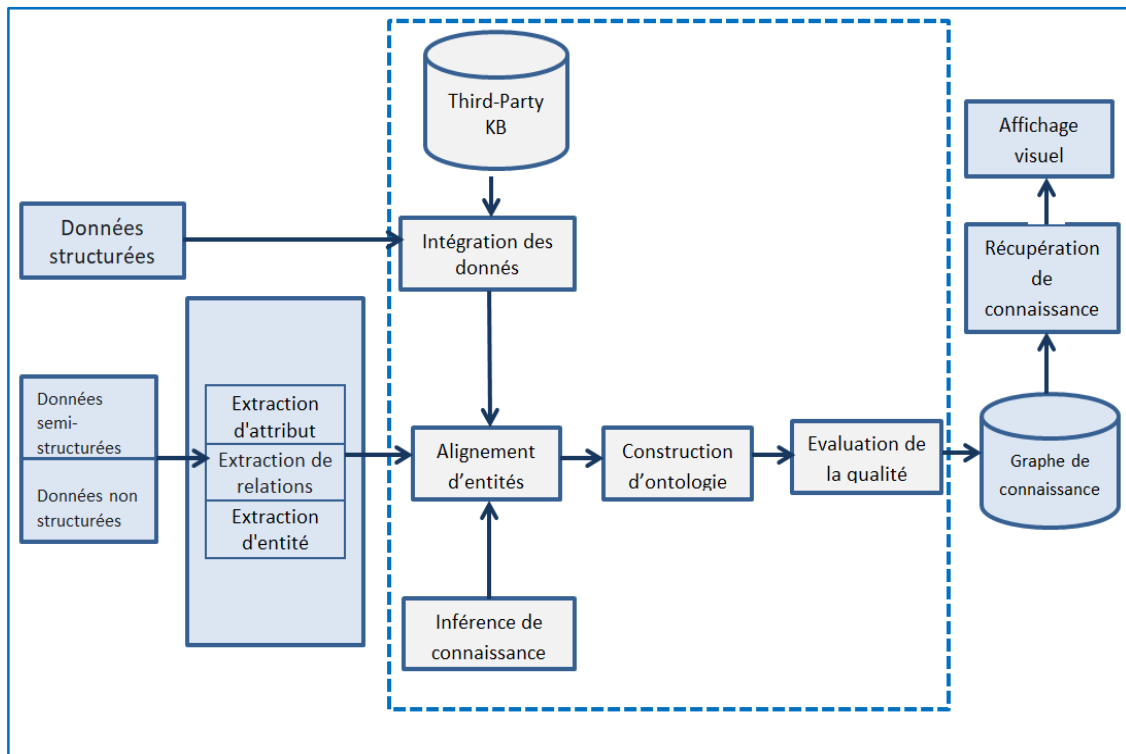 Third-Party
KB
Affichage
visuel
Données
structurées
Intégration des
donnés
Récupération
de
connaissance
Données
semi-
structurées
Données non
structurées
Extraction
d'attribut
Extraction de
relations
Extraction
d'entité
Alignement
d’entités
Construction
d’ontologie
Evaluation de
la qualité
Graphe de
connaissance
Inférence de
connaissance